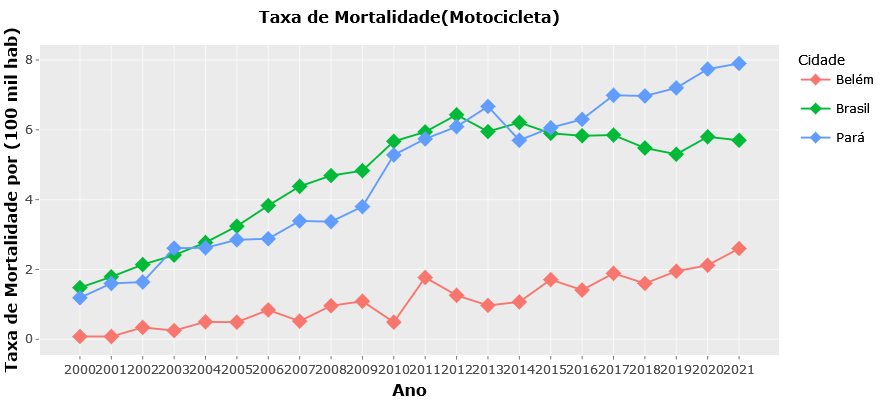 Taxa de Mortalidade(Motocicleta)
Taxa de Mortalidade por (100 mil hab)
8
6
4
2
0
2000 2001 2002 2003 2004 2005 2006 2007 2008 2009 2010 2011 2012 2013 2014 2015 2016 2017 2018 2019 2020 2021
Ano
Cidade
Belém
Brasil
Pará